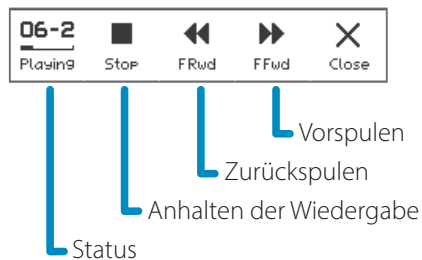 06-2
Playing Stop FRwd FFwd Close
Vorspulen
Zurückspulen
Anhalten der Wiedergabe
Status